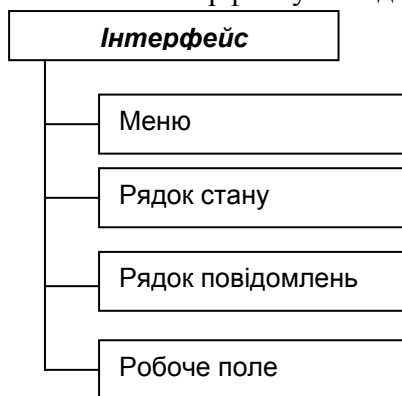 Інтерфейс
Меню
Рядок стану
Рядок повідомлень
Робоче поле